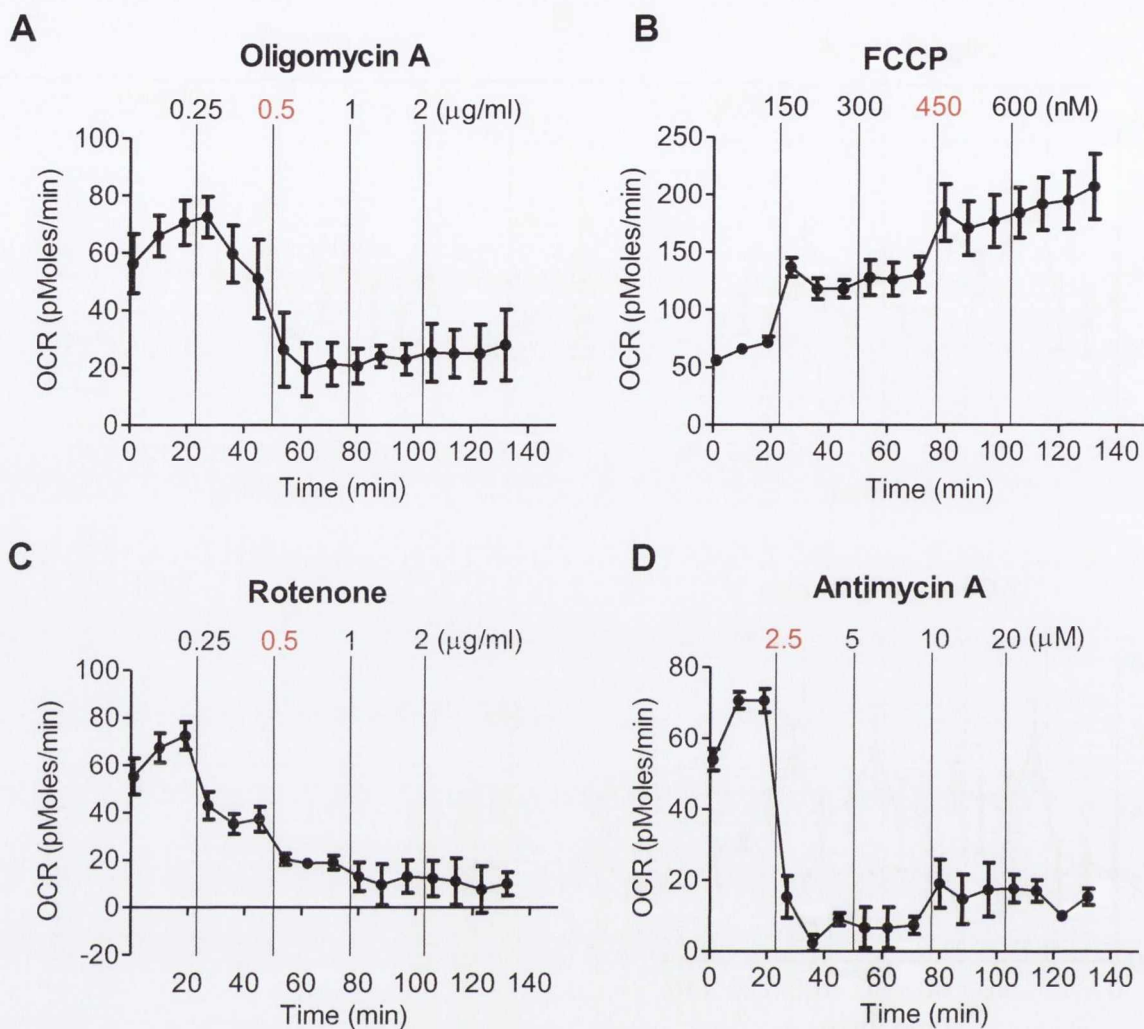 A
Oligomycin A
0.25 0.5 1 2 (μg/ml)
100
80
60
40
20
0
OCR (pMoles/min)
0 20 40 60 80 100 120 140
Time (min)
B
FCCP
150 300 450 600 (nM)
250
200
150
100
50
0
OCR (pMoles/min)
0 20 40 60 80 100 120 140
Time (min)
C
Rotenone
0.25 0.5 1 2 (μg/ml)
100
80
60
40
20
0
-20
OCR (pMoles/min)
20 40 60 80 100 120 140
Time (min)
D
Antimycin A
2.5 5 10 20 (μM)
80
60
40
20
0
OCR (pMoles/min)
0 20 40 60 80 100 120 140
Time (min)